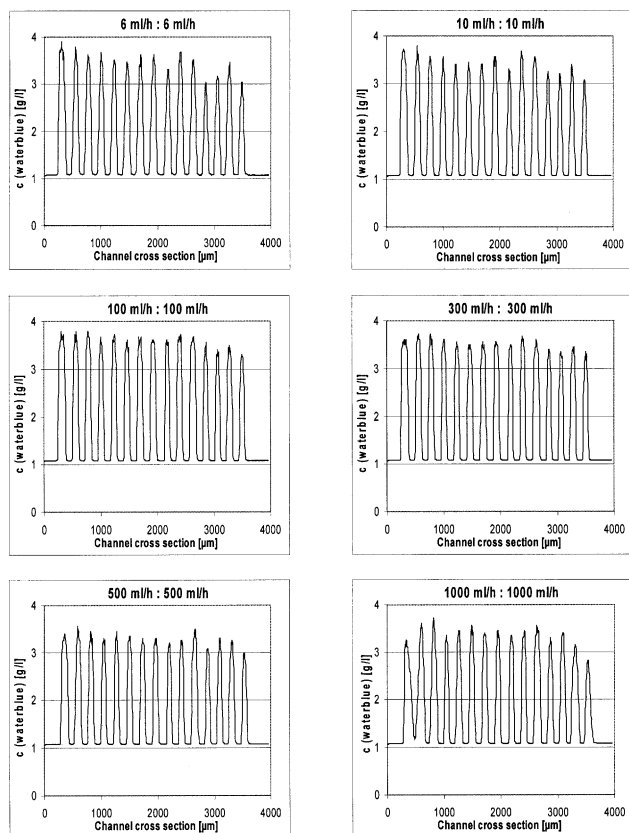 6 ml/h : 6 ml/h
4
3
2
1
0
c (waterblue) [g/l]
0 1000 2000 3000 4000
Channel cross section [µm]
10 ml/h : 10 ml/h
4
3
2
1
0
c (waterblue) [g/l]
0 1000 2000 3000 4000
Channel cross section [µm]
100 ml/h : 100 ml/h
4
3
2
1
0
c (waterblue) [g/l]
0 1000 2000 3000 4000
Channel cross section [µm]
300 ml/h : 300 ml/h
4
3
2
1
0
c (waterblue) [g/l]
0 1000 2000 3000 4000
Channel cross section [µm]
500 ml/h : 500 ml/h
4
3
2
1
0
c (waterblue) [g/l]
0 1000 2000 3000 4000
Channel cross section [µm]
1000 ml/h : 1000 ml/h
4
3
2
1
0
c (waterblue) [g/l]
0 1000 2000 3000 4000
Channel cross section [µm]